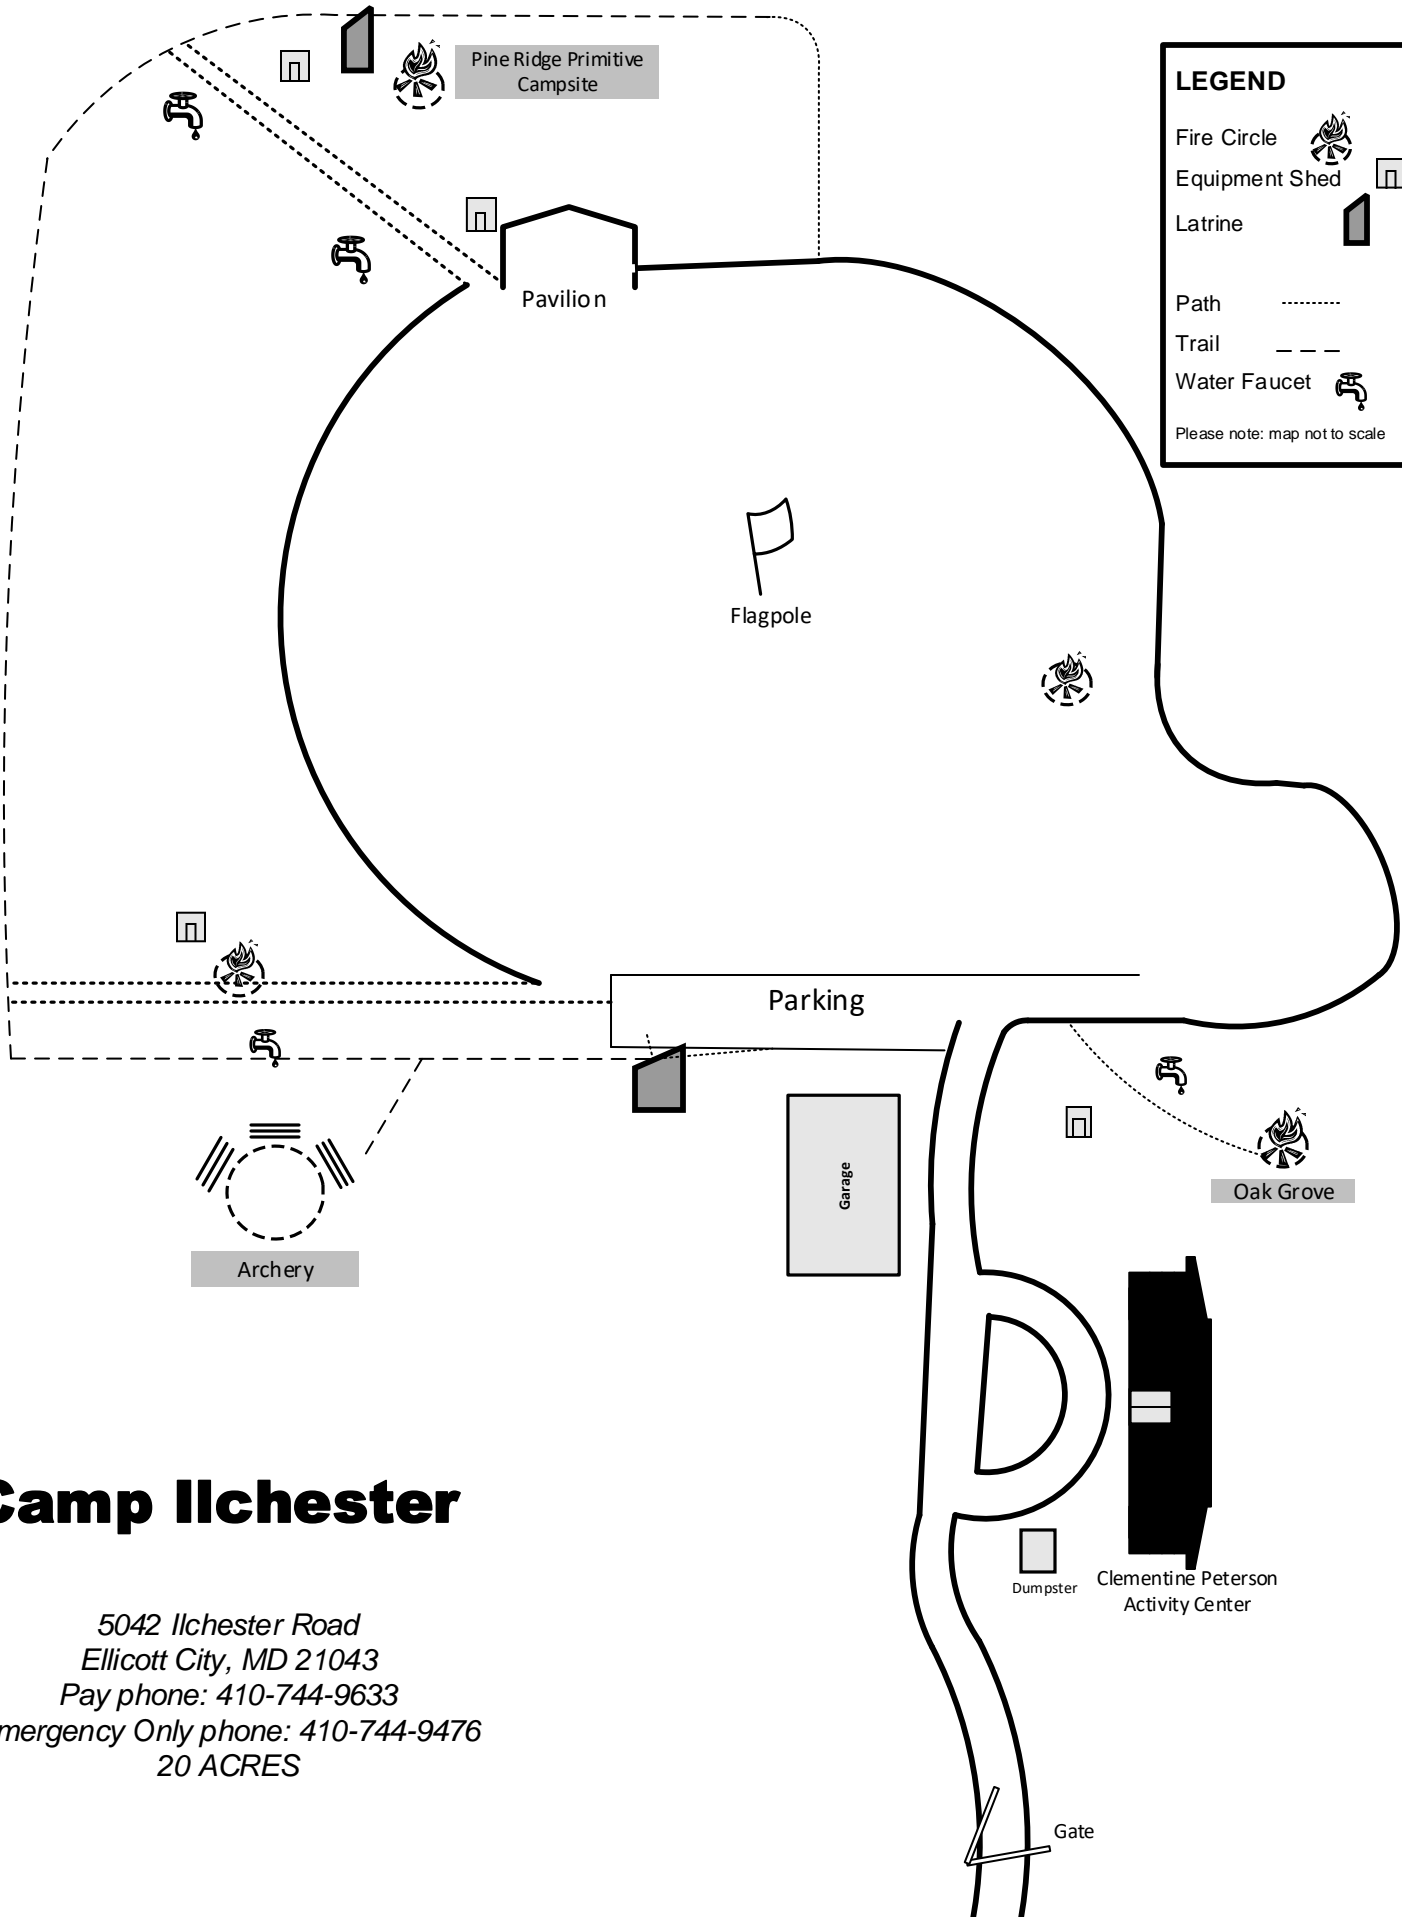 Pine Ridge Primitive
Campsite
LEGEND
Fire Circle
Equipment Shed
Latrine
Path
Trail
Water Faucet
Please note: map not to scale
Pavilion
Flagpole
Parking
Garage
Oak Grove
Archery
Camp Ilchester
5042 Ilchester Road
Ellicott City, MD 21043
Pay phone: 410-744-9633
mergency Only phone: 410-744-9476
20 ACRES
Dumpster
Clementine Peterson
Activity Center
Gate